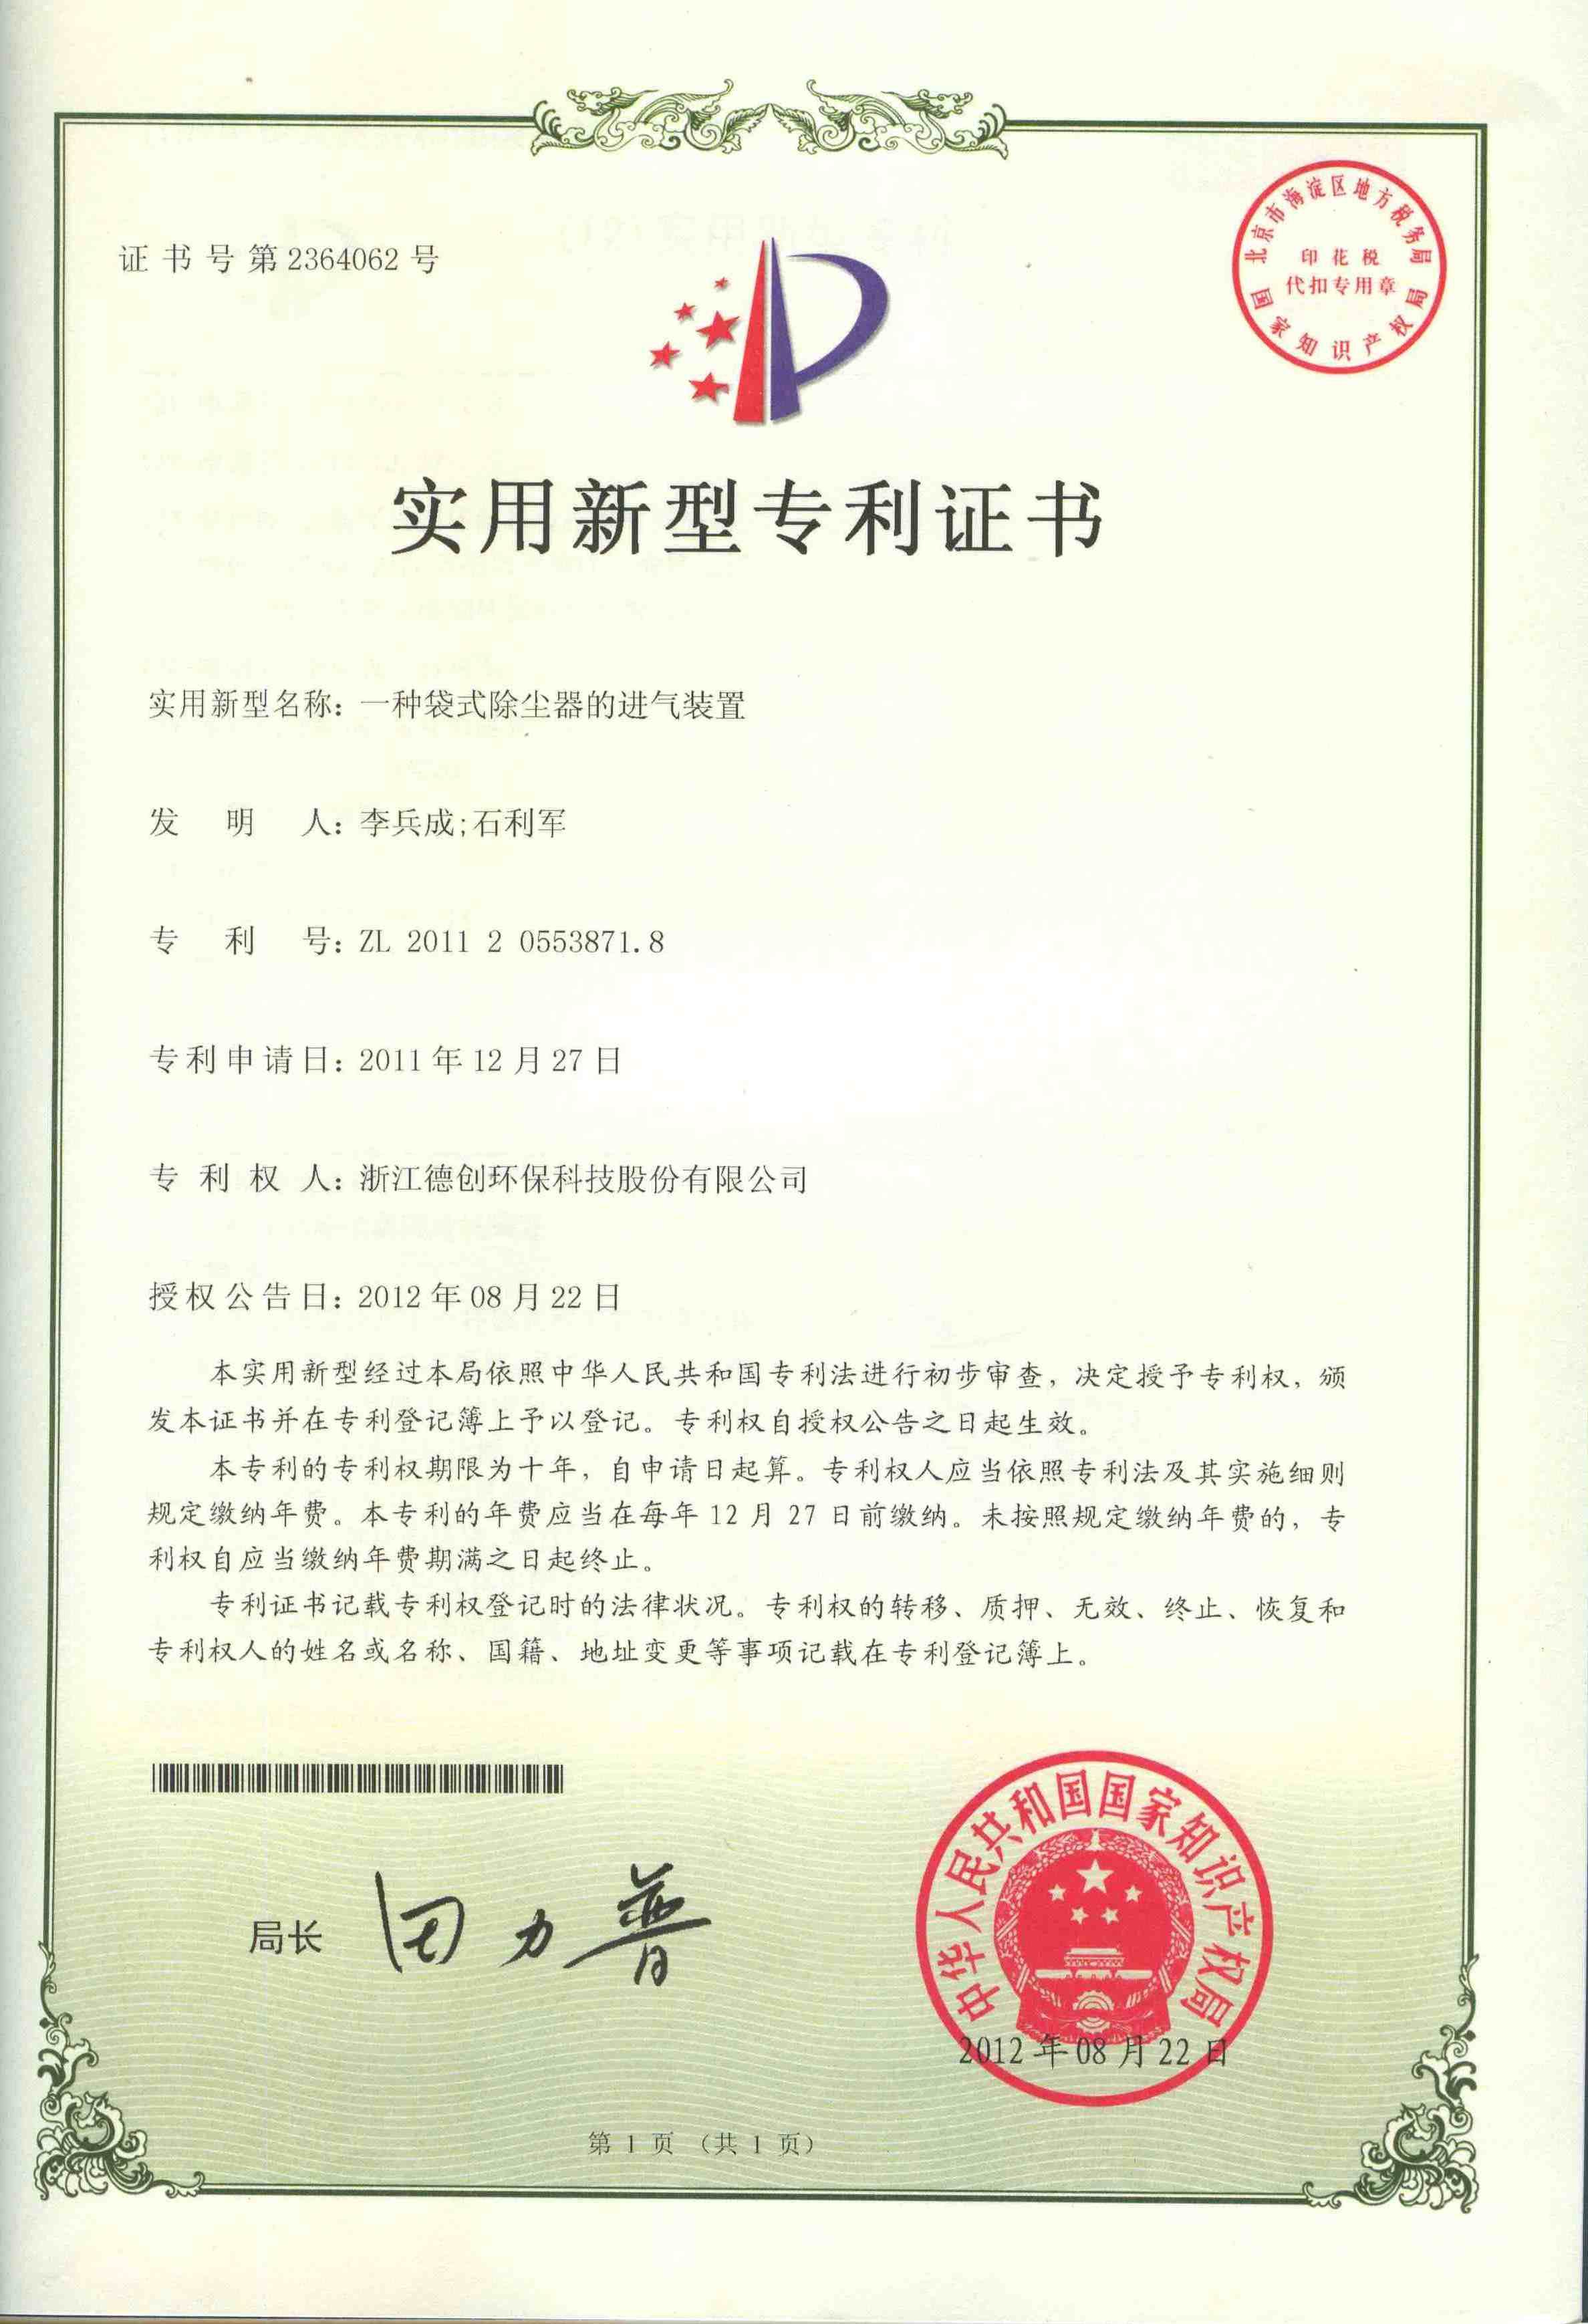 证书号第2364062号
北京市海淀区地方税务局
印花税
代扣专用章
国家知识产权局
实用新型专利证书
实用新型名称：一种袋式除尘器的进气装置
发明人：李兵成;石利军
专利号：ZL 2011 2 0553871.8
专利申请日：2011年12月27日
专利权人：浙江德创环保科技股份有限公司
授权公告日：2012年08月22日
本实用新型经过本局依照中华人民共和国专利法进行初步审查，决定授予专利权，颁
发本证书并在专利登记簿上予以登记。专利权自授权公告之日起生效。
本专利的专利权期限为十年，自申请日起算。专利权人应当依照专利法及其实施细则
规定缴纳年费。本专利的年费应当在每年12月27日前缴纳。未按照规定缴纳年费的，专
利权自应当缴纳年费期满之日起终止。
专利证书记载专利权登记时的法律状况。专利权的转移、质押、无效、终止、恢复和
专利权人的姓名或名称、国籍、地址变更等事项记载在专利登记簿上。
局长 田力普
中华人民共和国国家知识产权局
2012年08月22日
第1页（共1页）